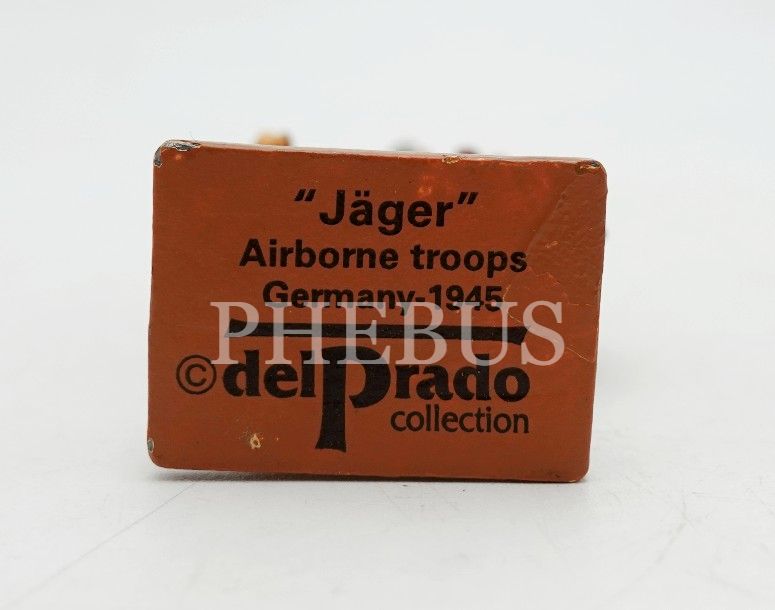 "Jäger"
Airborne troops
Germany-1945
PHEBUS
© delPrado
collection